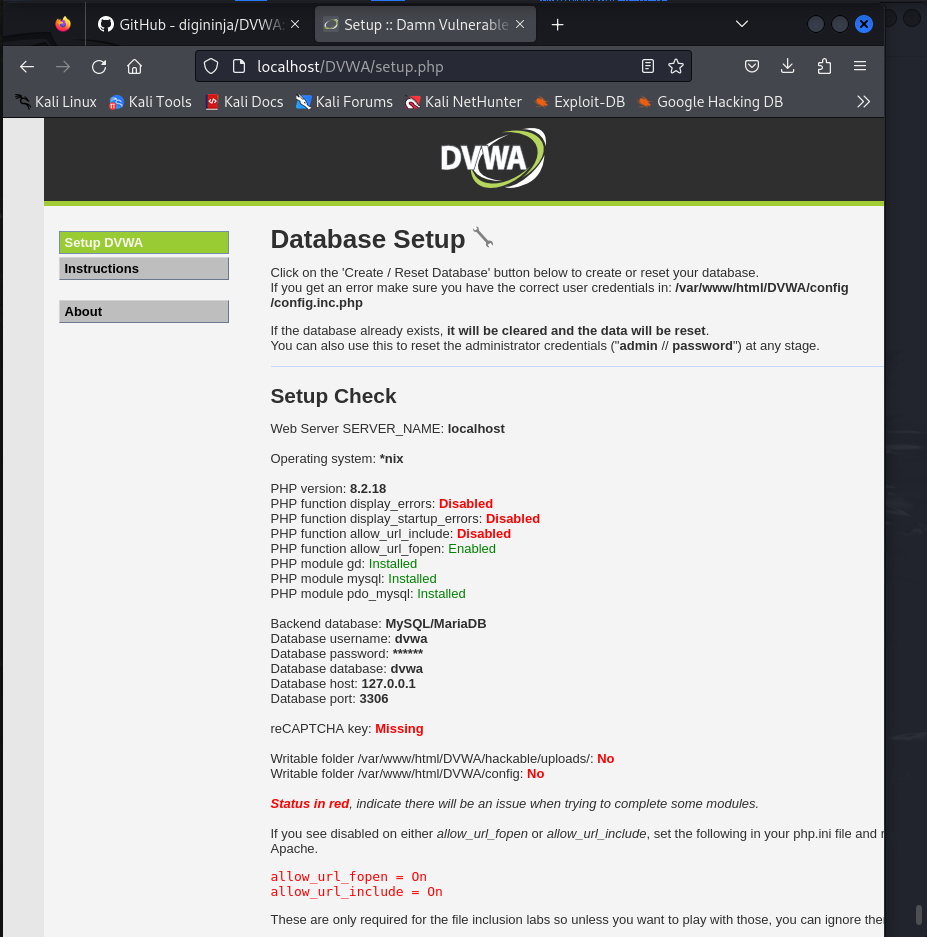 GitHub - digininja/DVWA:
Setup :: Damn Vulnerable
localhost/DVWA/setup.php
Kali Linux
Kali Tools
Kali Docs
Kali Forums
Kali NetHunter
Exploit-DB
Google Hacking DB
DVWA
Setup DVWA
Instructions
About
Database Setup
Click on the 'Create / Reset Database' button below to create or reset your database.
If you get an error make sure you have the correct user credentials in: /var/www/html/DVWA/config
/config.inc.php
If the database already exists, it will be cleared and the data will be reset.
You can also use this to reset the administrator credentials ("admin // password") at any stage.
Setup Check
Web Server SERVER_NAME: localhost
Operating system: *nix
PHP version: 8.2.18
PHP function display_errors: Disabled
PHP function display_startup_errors: Disabled
PHP function allow_url_include: Disabled
PHP function allow_url_fopen: Enabled
PHP module gd: Installed
PHP module mysql: Installed
PHP module pdo_mysql: Installed
Backend database: MySQL/MariaDB
Database username: dvwa
Database password: ******
Database database: dvwa
Database host: 127.0.0.1
Database port: 3306
reCAPTCHA key: Missing
Writable folder /var/www/html/DVWA/hackable/uploads/: No
Writable folder /var/www/html/DVWA/config: No
Status in red, indicate there will be an issue when trying to complete some modules.
If you see disabled on either allow_url_fopen or allow_url_include, set the following in your php.ini file and
Apache.
allow_url_fopen = On
allow_url_include = On
These are only required for the file inclusion labs so unless you want to play with those, you can ignore